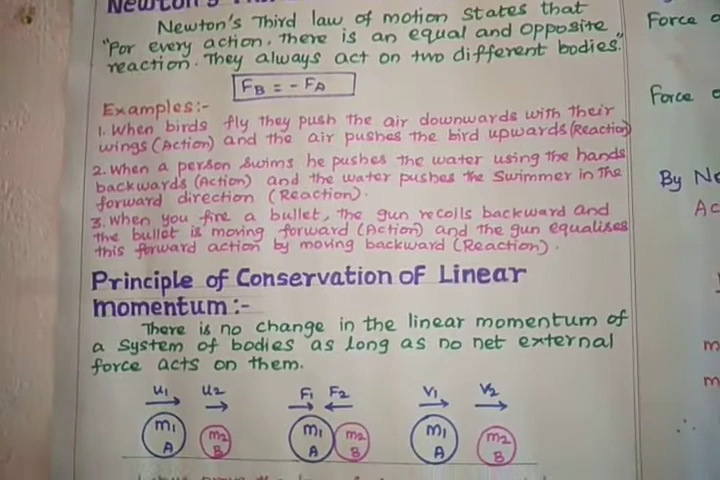 Newton's Third law of motion states that
"For every action, there is an equal and opposite
reaction. They always act on two different bodies."
FB = - FA
Examples:-
1. When birds fly they push the air downwards with their
wings (Action) and the air pushes the bird upwards (Reaction)
2. When a person swims he pushes the water using the hands
backwards (Action) and the water pushes the swimmer in the
forward direction (Reaction).
3. When you fire a bullet, the gun recoils backward and
the bullet is moving forward (Action) and the gun equalises
this forward action by moving backward (Reaction).
Principle of Conservation of Linear
momentum:-
There is no change in the linear momentum of
a system of bodies as long as no net external
force acts on them.
u1 u2 F1 F2 v1 v2
m1 m2 m1 m2 m1 m2
A B A B A B
Force
Force
By
m
m